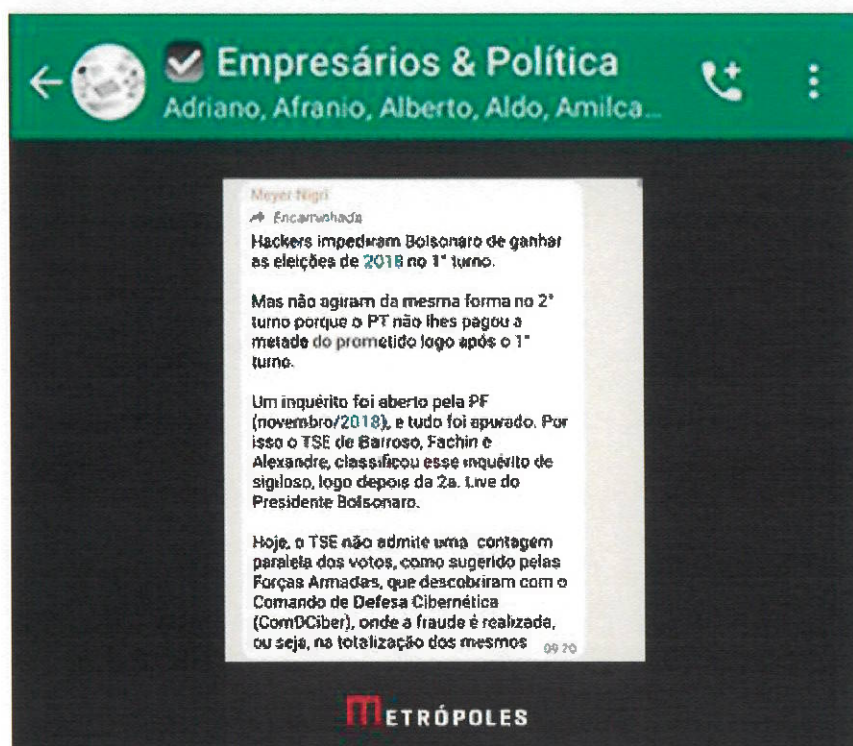 Empresários & Política
Adriano, Afranio, Alberto, Aldo, Amilca...
Meyer Nigri
Encaminhada
Hackers impediram Bolsonaro de ganhar
as eleições de 2018 no 1° turno.
Mas não agiram da mesma forma no 2°
turno porque o PT não lhes pagou a
metade do prometido logo após o 1°
turno.
Um inquérito foi aberto pela PF
(novembro/2018), e tudo foi apurado. Por
isso o TSE de Barroso, Fachin e
Alexandre, classificou esse inquérito de
sigiloso, logo depois da 2a. Live do
Presidente Bolsonaro.
Hoje, o TSE não admite uma contagem
paralela dos votos, como sugerido pelas
Forças Armadas, que descobriram com o
Comando de Defesa Cibernética
(ComDCiber), onde a fraude é realizada,
ou seja, na totalização dos mesmos
09:20
METRÓPOLES